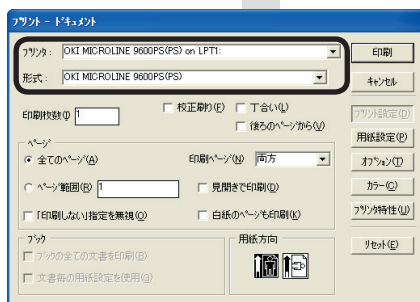 ﾌﾟﾘﾝﾄ - ﾄﾞｷｭﾒﾝﾄ
ﾌﾟﾘﾝﾀ: OKI MICROLINE 9600PS(PS) on LPT1:
形式: OKI MICROLINE 9600PS(PS)
印刷
ｷｬﾝｾﾙ
印刷枚数(I) 1
校正刷り(F)
丁合い(L)
後ろのﾍﾟｰｼﾞから(V)
ﾌﾟﾘﾝﾄ設定(D)
用紙設定(P)
ｵﾌﾟｼｮﾝ(T)
ｶﾗｰ(C)
ﾌﾟﾘﾝﾀ特性(U)
ﾘｾｯﾄ(E)
ﾍﾟｰｼﾞ
全てのﾍﾟｰｼﾞ(A)
印刷ﾍﾟｰｼﾞ(N) 両方
ﾍﾟｰｼﾞ範囲(R) 1
見開きで印刷(O)
「印刷しない」指定を無視(Q)
白紙のﾍﾟｰｼﾞも印刷(K)
ﾌﾞｯｸ
ﾌﾞｯｸの全ての文書を印刷(B)
文書毎の用紙設定を使用(G)
用紙方向